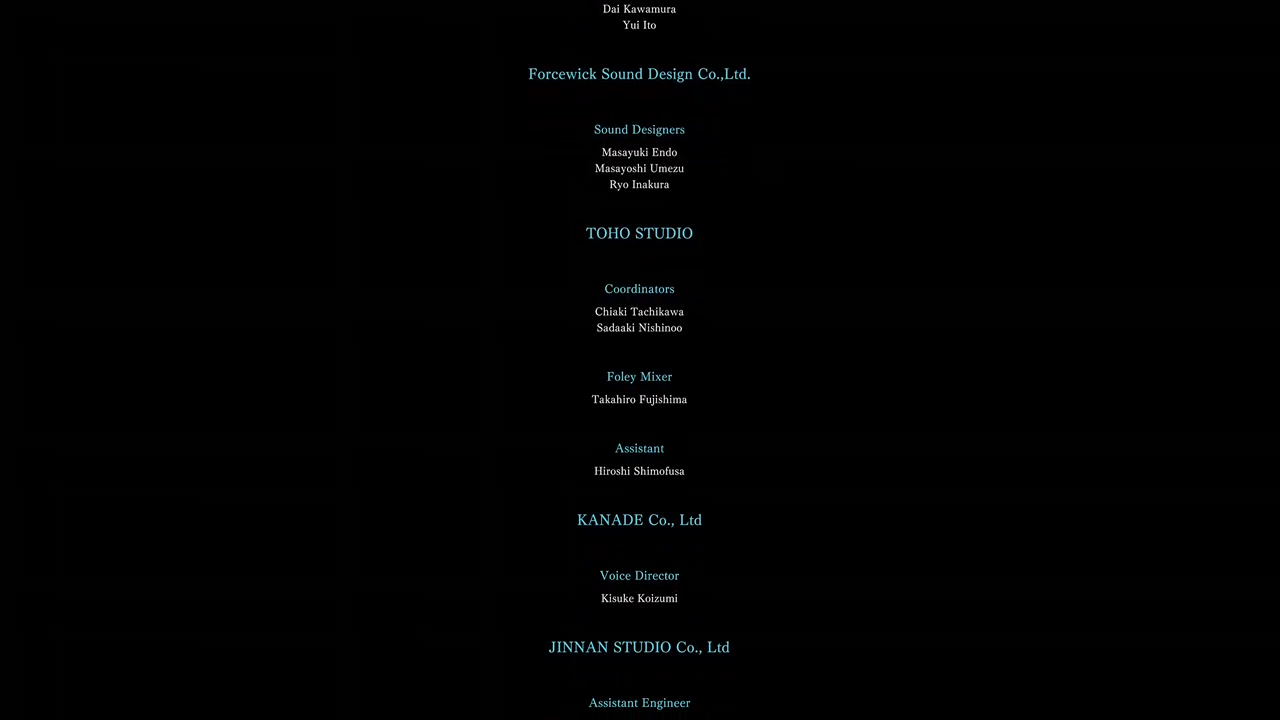 Dai Kawamura
Yui Ito
Forcewick Sound Design Co.,Ltd.
Sound Designers
Masayuki Endo
Masayoshi Umezu
Ryo Inakura
TOHO STUDIO
Coordinators
Chiaki Tachikawa
Sadaaki Nishinoo
Foley Mixer
Takahiro Fujishima
Assistant
Hiroshi Shimofusa
KANADE Co., Ltd
Voice Director
Kisuke Koizumi
JINNAN STUDIO Co., Ltd
Assistant Engineer